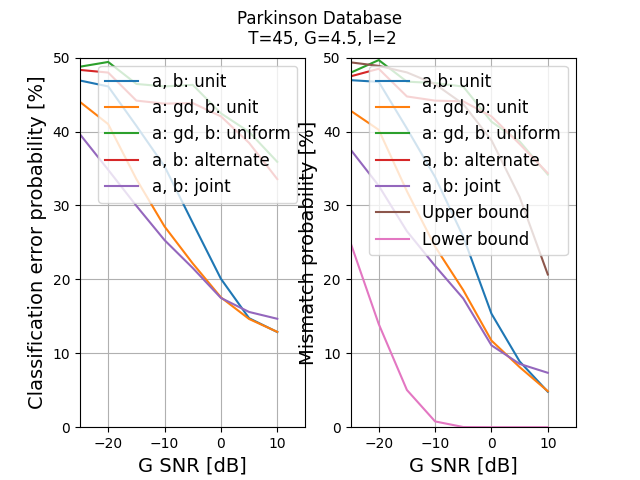 Parkinson Database
T=45, G=4.5, l=2
Classification error probability [%]
50
40
30
20
10
0
a, b: unit
a: gd, b: unit
a: gd, b: uniform
a, b: alternate
a, b: joint
−20 −10 0 10
G SNR [dB]
Mismatch probability [%]
50
40
30
20
10
0
a,b: unit
a: gd, b: unit
a: gd, b: uniform
a, b: alternate
a, b: joint
Upper bound
Lower bound
−20 −10 0 10
G SNR [dB]